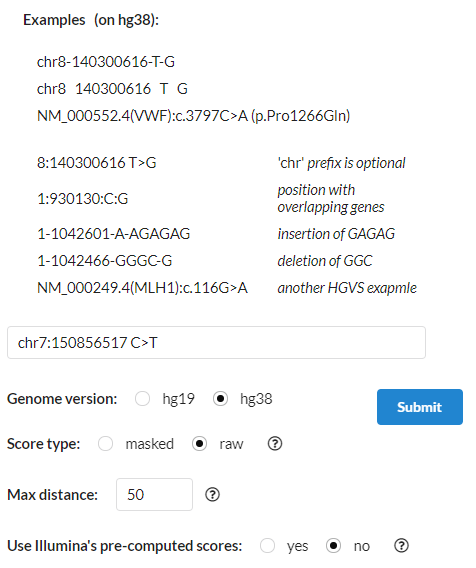 Examples (on hg38):
chr8-140300616-T-G
chr8 140300616 T G
NM_000552.4(VWF):c.3797C>A (p.Pro1266Gln)
8:140300616 T>G 'chr' prefix is optional
1:930130:C:G position with
overlapping genes
1-1042601-A-AGAGAG insertion of GAGAG
1-1042466-GGGC-G deletion of GGC
NM_000249.4(MLH1):c.116G>A another HGVS exapmle
chr7:150856517 C>T
Genome version: hg19 hg38
Submit
Score type: masked raw ?
Max distance: 50 ?
Use Illumina's pre-computed scores: yes no ?